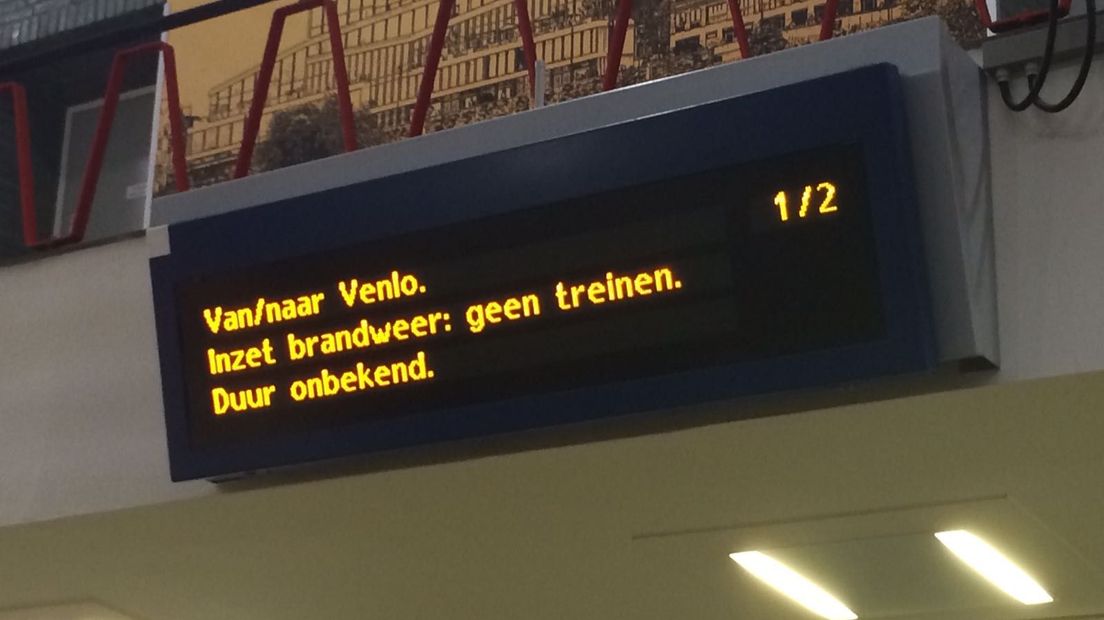 1/2
Van/naar Venlo.
Inzet brandweer: geen treinen.
Duur onbekend.